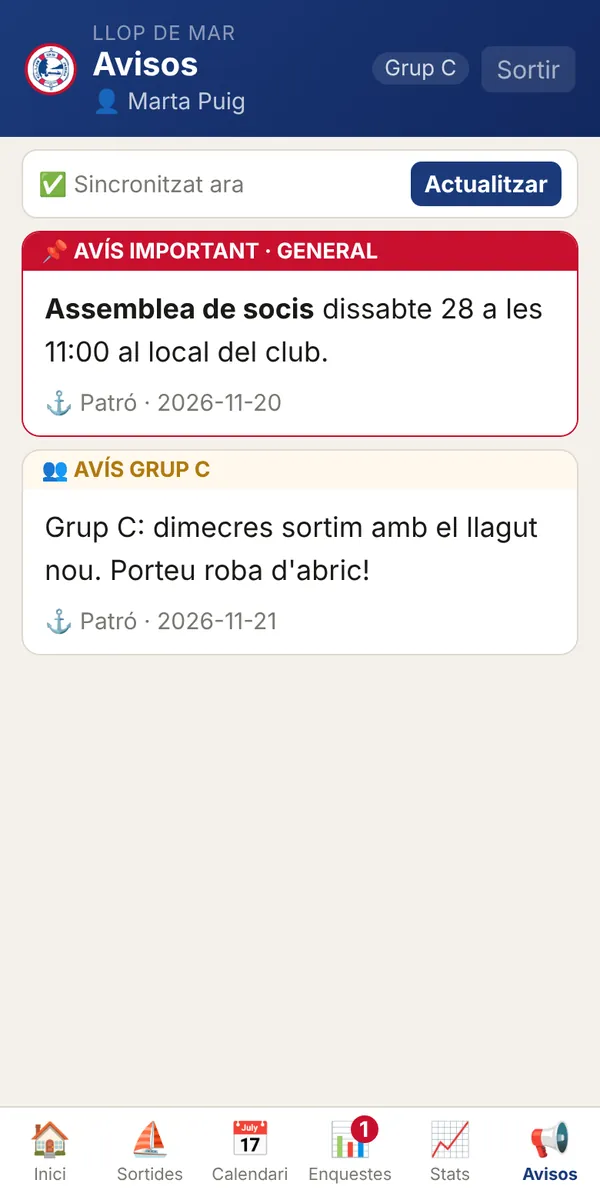 LLOP DE MAR
Avisos
Marta Puig
Grup C
Sortir
Sincronitzat ara
Actualitzar
AVÍS IMPORTANT · GENERAL
Assemblea de socis dissabte 28 a les
11:00 al local del club.
Patró · 2026-11-20
AVÍS GRUP C
Grup C: dimecres sortim amb el llagut
nou. Porteu roba d'abric!
Patró · 2026-11-21
July
17
1
Inici
Sortides
Calendari
Enquestes
Stats
Avisos